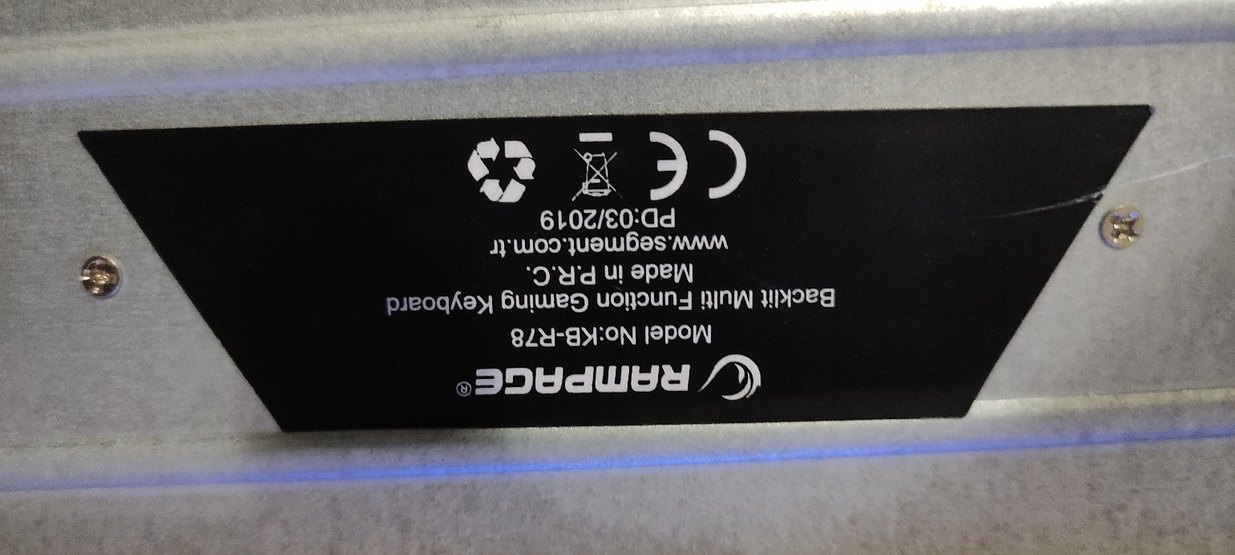 RAMPAGE®
Model No:KB-R78
Backlit Multi Function Gaming Keyboard
Made in P.R.C.
www.segment.com.tr
PD:03/2019
CE